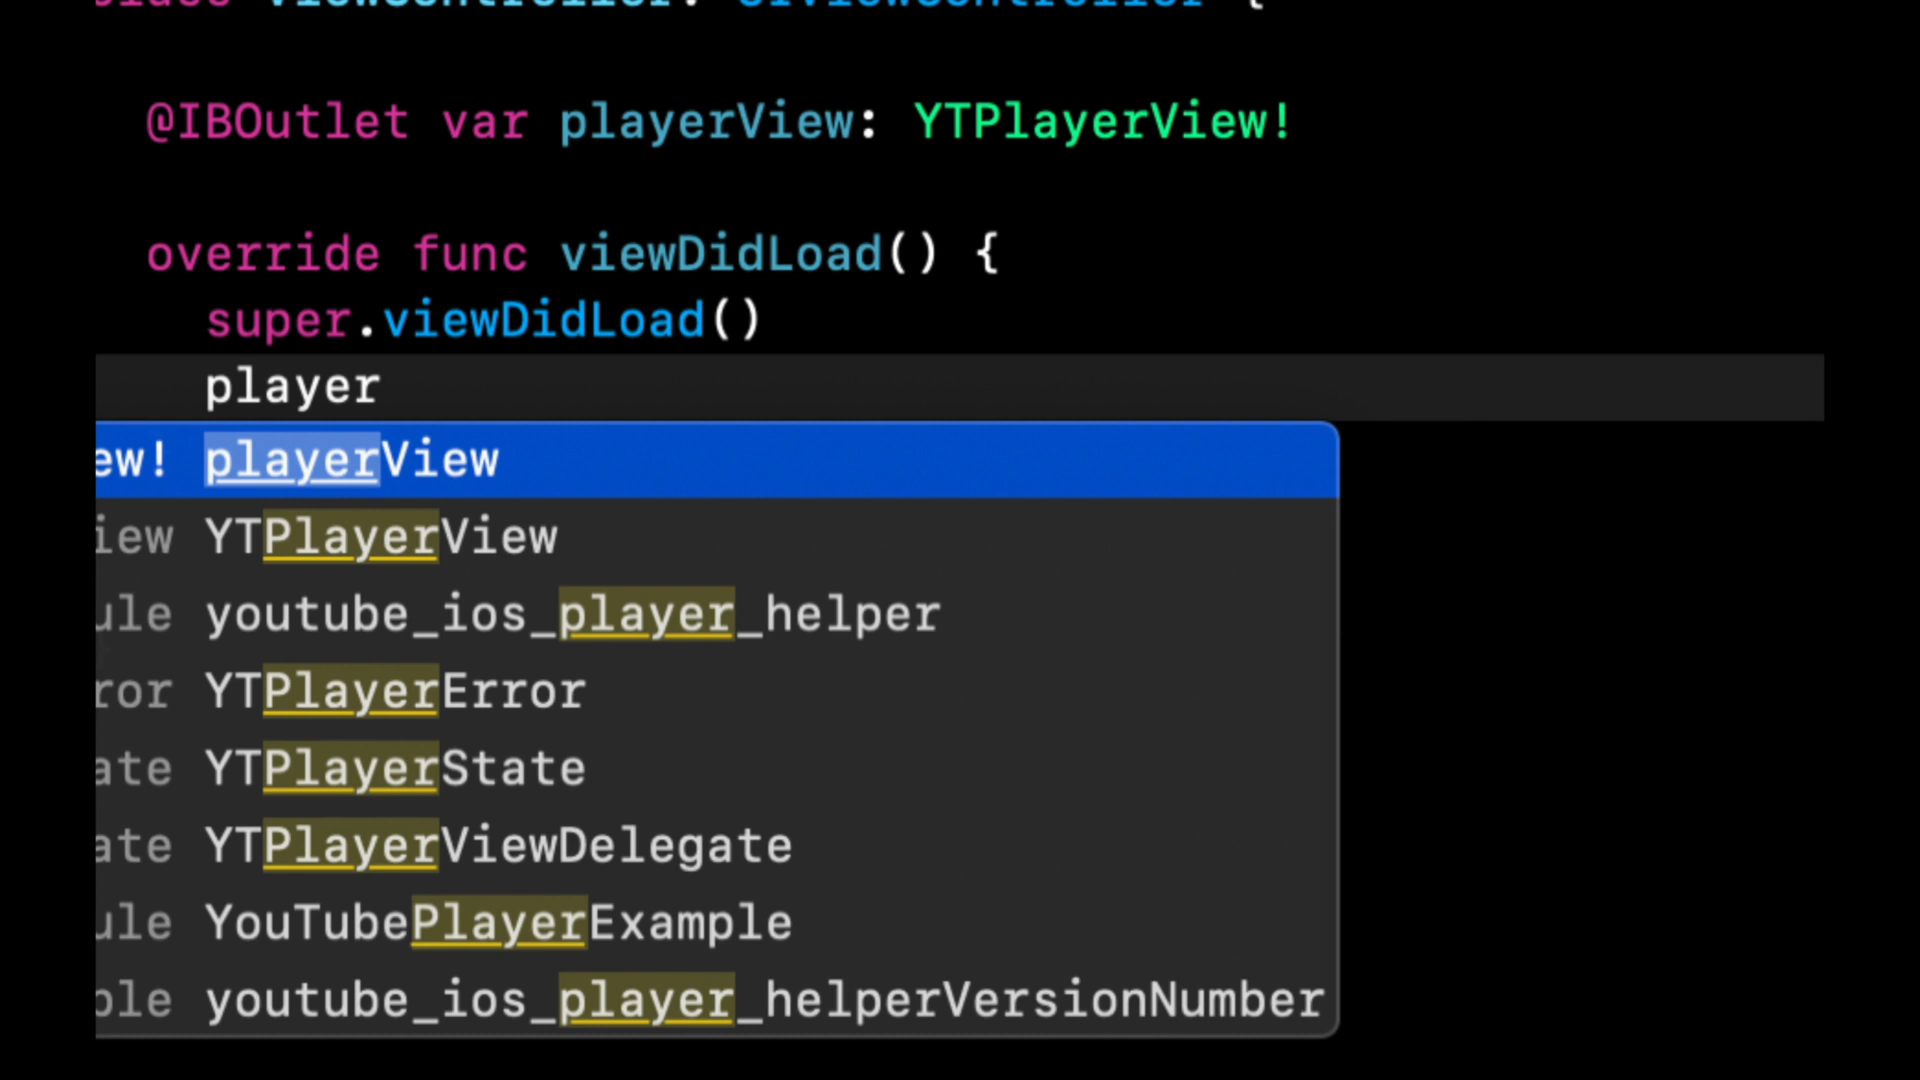 @IBOutlet var playerView: YTPlayerView!
override func viewDidLoad() {
super.viewDidLoad()
player
ew! playerView
iew YTPlayerView
ule youtube_ios_player_helper
ror YTPlayerError
ate YTPlayerState
ate YTPlayerViewDelegate
ule YouTubePlayerExample
ble youtube_ios_player_helperVersionNumber